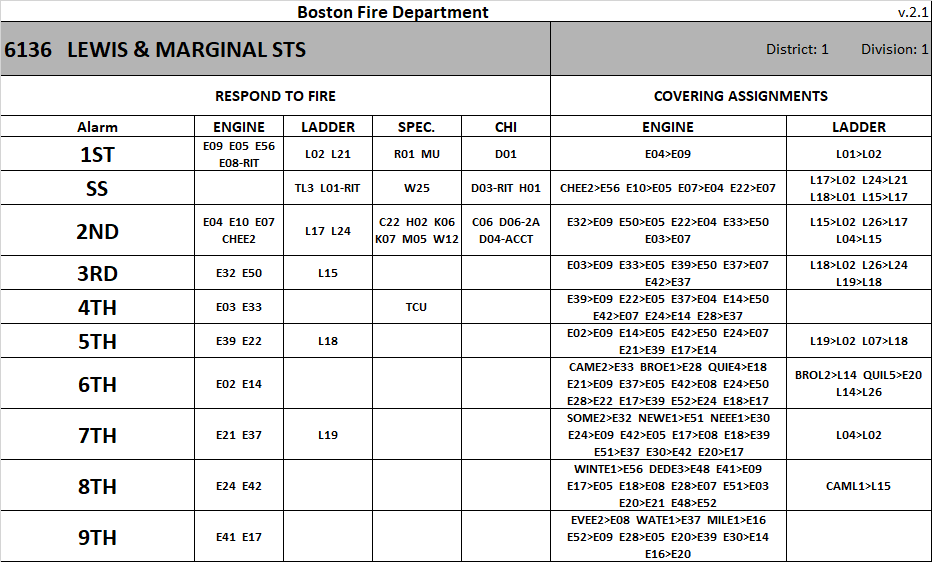 Boston Fire Department v.2.1
6136 LEWIS & MARGINAL STS District: 1 Division: 1
RESPOND TO FIRE COVERING ASSIGNMENTS
Alarm ENGINE LADDER SPEC. CHI ENGINE LADDER
1ST E09 E05 E56 E08-RIT L02 L21 R01 MU D01 E04>E09 L01>L02
SS TL3 L01-RIT W25 D03-RIT H01 CHEE2>E56 E10>E05 E07>E04 E22>E07 L17>L02 L24>L21 L18>L01 L15>L17
2ND E04 E10 E07 CHEE2 L17 L24 C22 H02 K06 K07 M05 W12 C06 D06-2A D04-ACCT E32>E09 E50>E05 E22>E04 E33>E50 E03>E07 L15>L02 L26>L17 L04>L15
3RD E32 E50 L15 E03>E09 E33>E05 E39>E50 E37>E07 E42>E37 L18>L02 L26>L24 L19>L18
4TH E03 E33 TCU E39>E09 E22>E05 E37>E04 E14>E50 E42>E07 E24>E14 E28>E37
5TH E39 E22 L18 E02>E09 E14>E05 E42>E50 E24>E07 E21>E39 E17>E14 L19>L02 L07>L18
6TH E02 E14 CAME2>E33 BROE1>E28 QUIE4>E18 E21>E09 E37>E05 E42>E08 E24>E50 E28>E22 E17>E39 E52>E24 E18>E17 BROL2>L14 QUIL5>E20 L14>L26
7TH E21 E37 L19 SOME2>E32 NEWE1>E51 NEEE1>E30 E24>E09 E42>E05 E17>E08 E18>E39 E51>E37 E30>E42 E20>E17 L04>L02
8TH E24 E42 WINTE1>E56 DEDE3>E48 E41>E09 E17>E05 E18>E08 E28>E07 E51>E03 E20>E21 E48>E52 CAML1>L15
9TH E41 E17 EVEE2>E08 WATE1>E37 MILE1>E16 E52>E09 E28>E05 E20>E39 E30>E14 E16>E20